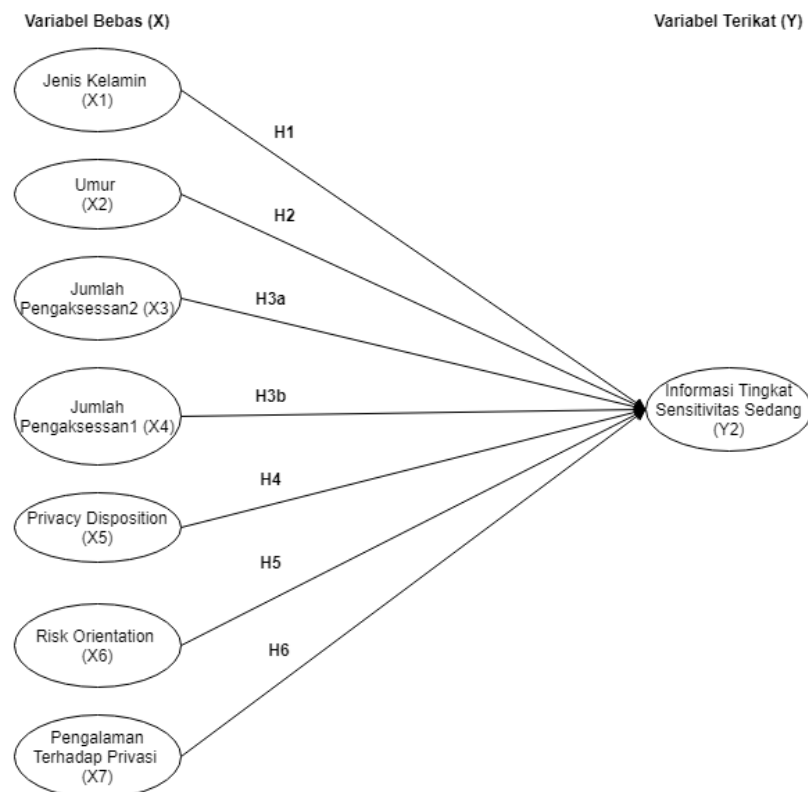 Variabel Bebas (X)
Variabel Terikat (Y)
Jenis Kelamin
(X1)
H1
Umur
(X2)
H2
Jumlah
Pengaksessan2 (X3)
H3a
Jumlah
Pengaksessan1 (X4)
H3b
Informasi Tingkat
Sensitivitas Sedang
(Y2)
Privacy Disposition
(X5)
H4
Risk Orientation
(X6)
H5
Pengalaman
Terhadap Privasi
(X7)
H6